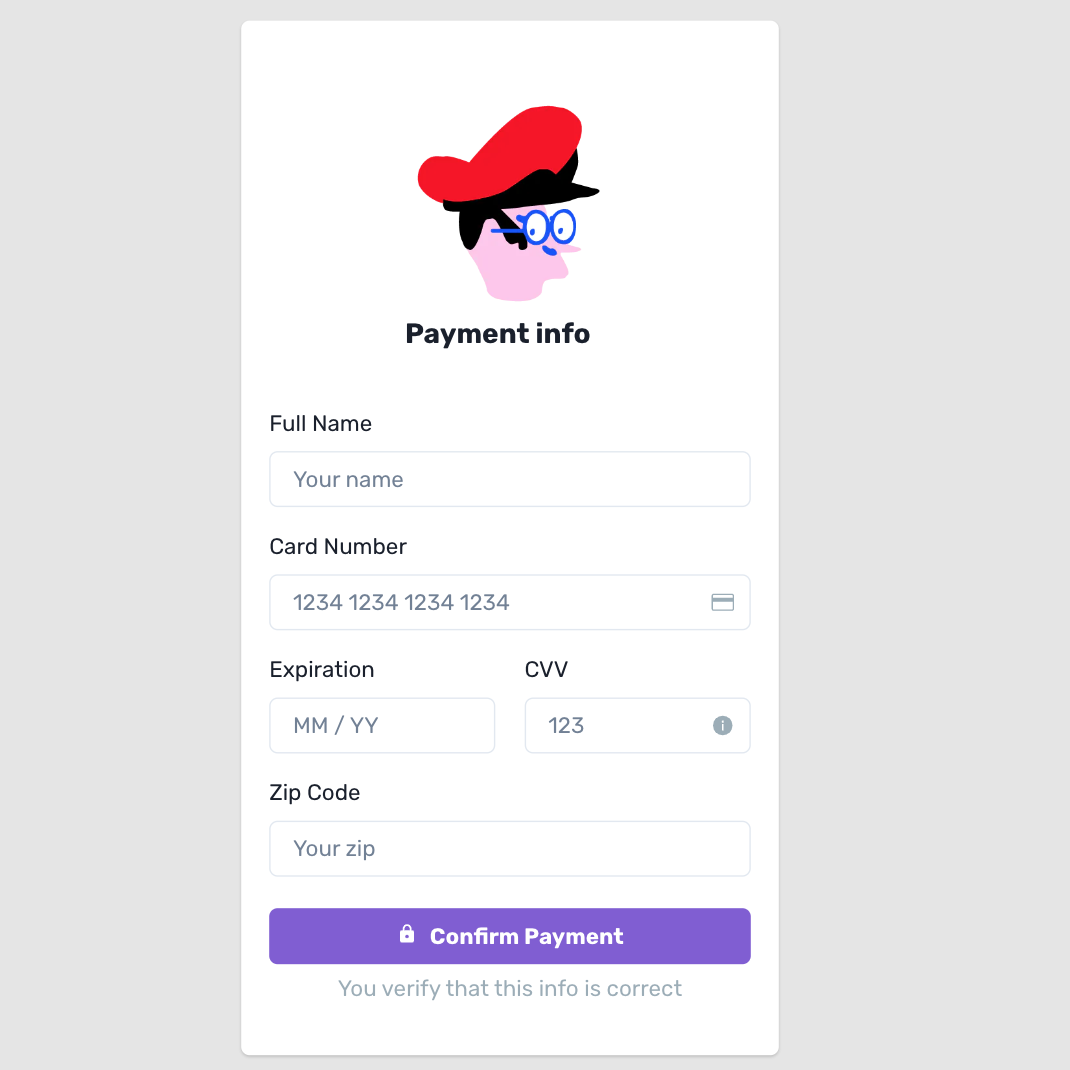 Payment info
Full Name
Your name
Card Number
1234 1234 1234 1234
Expiration
CVV
MM / YY
123
Zip Code
Your zip
Confirm Payment
You verify that this info is correct